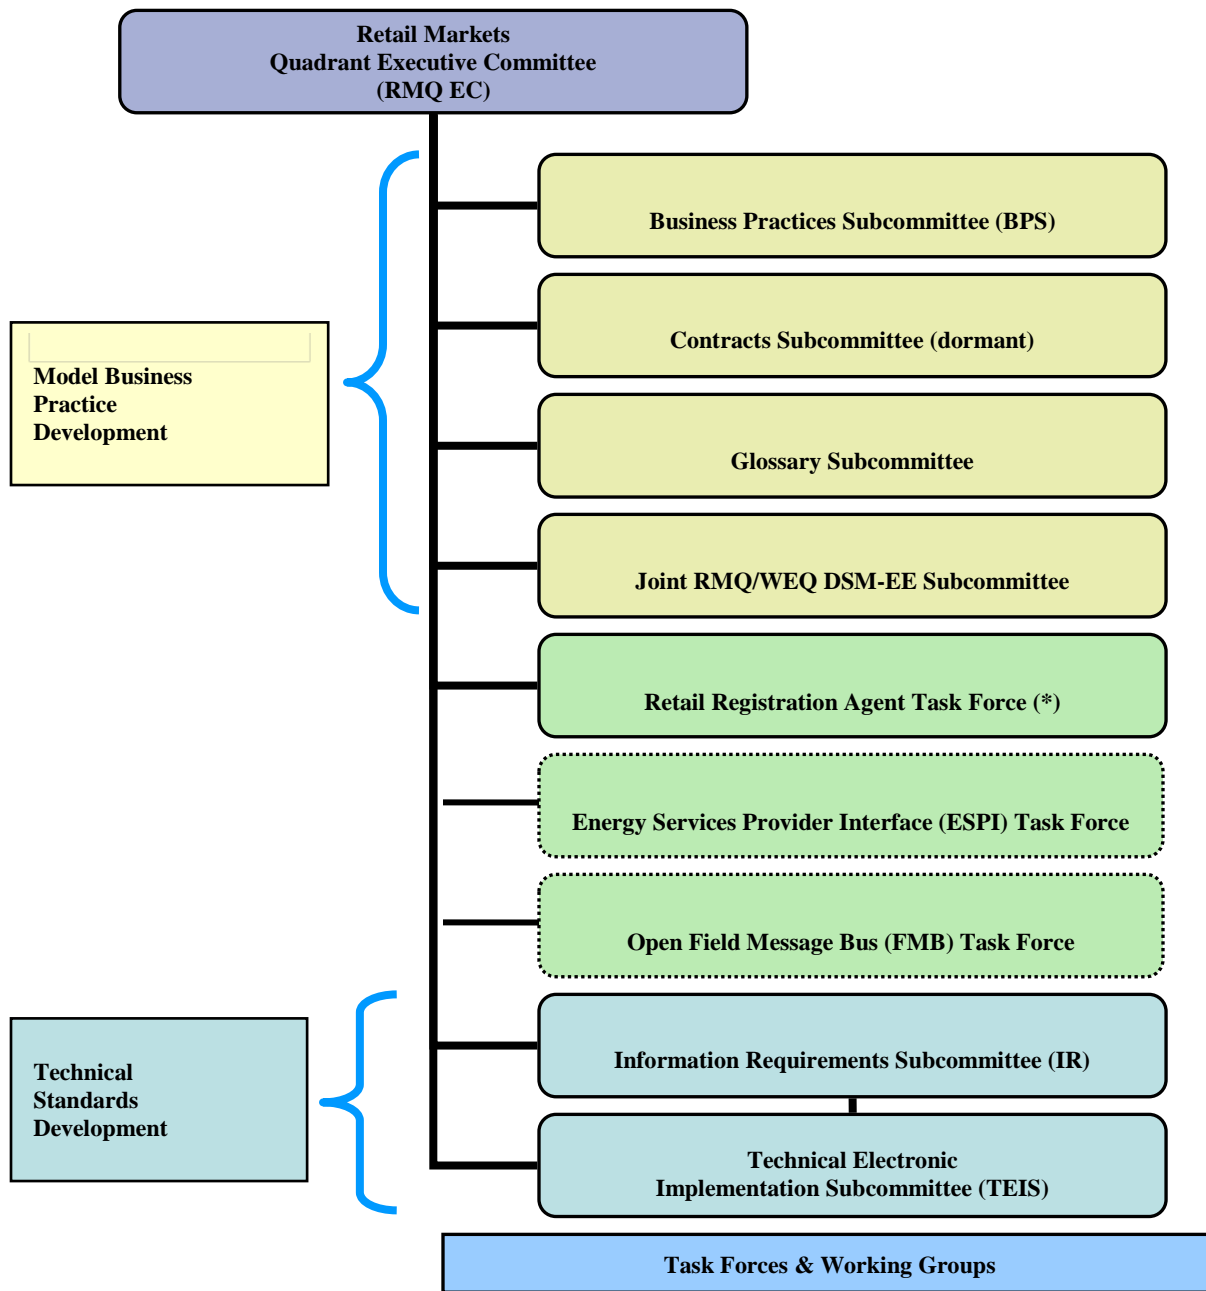 Retail Markets
Quadrant Executive Committee
(RMQ EC)
Business Practices Subcommittee (BPS)
Contracts Subcommittee (dormant)
Model Business
Practice
Development
Glossary Subcommittee
Joint RMQ/WEQ DSM-EE Subcommittee
Retail Registration Agent Task Force (*)
Energy Services Provider Interface (ESPI) Task Force
Open Field Message Bus (FMB) Task Force
Information Requirements Subcommittee (IR)
Technical
Standards
Development
Technical Electronic
Implementation Subcommittee (TEIS)
Task Forces & Working Groups